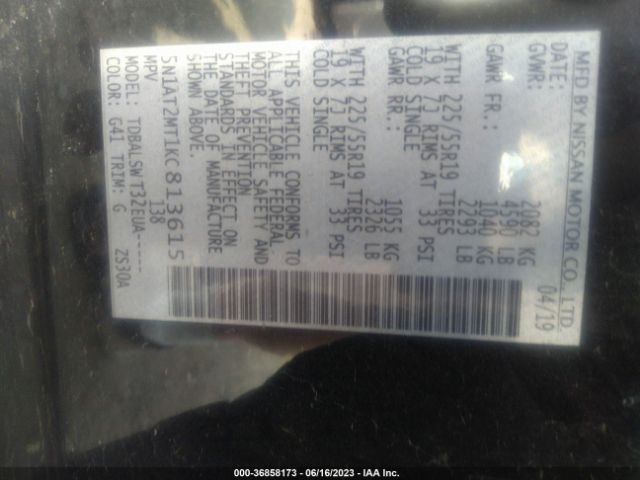 MFD BY NISSAN MOTOR CO., LTD.
DATE: 04/19
GVWR: 2082 KG
4590 LB
GAWR FR.: 1040 KG
2293 LB
WITH 225/55R19 TIRES
19 X 7J RIMS AT 33 PSI
COLD SINGLE
GAWR RR.: 1055 KG
2326 LB
WITH 225/55R19 TIRES
19 X 7J RIMS AT 33 PSI
COLD SINGLE
THIS VEHICLE CONFORMS TO
ALL APPLICABLE FEDERAL
MOTOR VEHICLE SAFETY AND
THEFT PREVENTION
STANDARDS IN EFFECT ON
THE DATE OF MANUFACTURE
SHOWN ABOVE.
5N1AT2MT1KC813615
MPV 138
MODEL: TDBALSWT32EUA-----
COLOR: G41 TRIM: G ZS30A
000-36858173 - 06/16/2023 - IAA Inc.